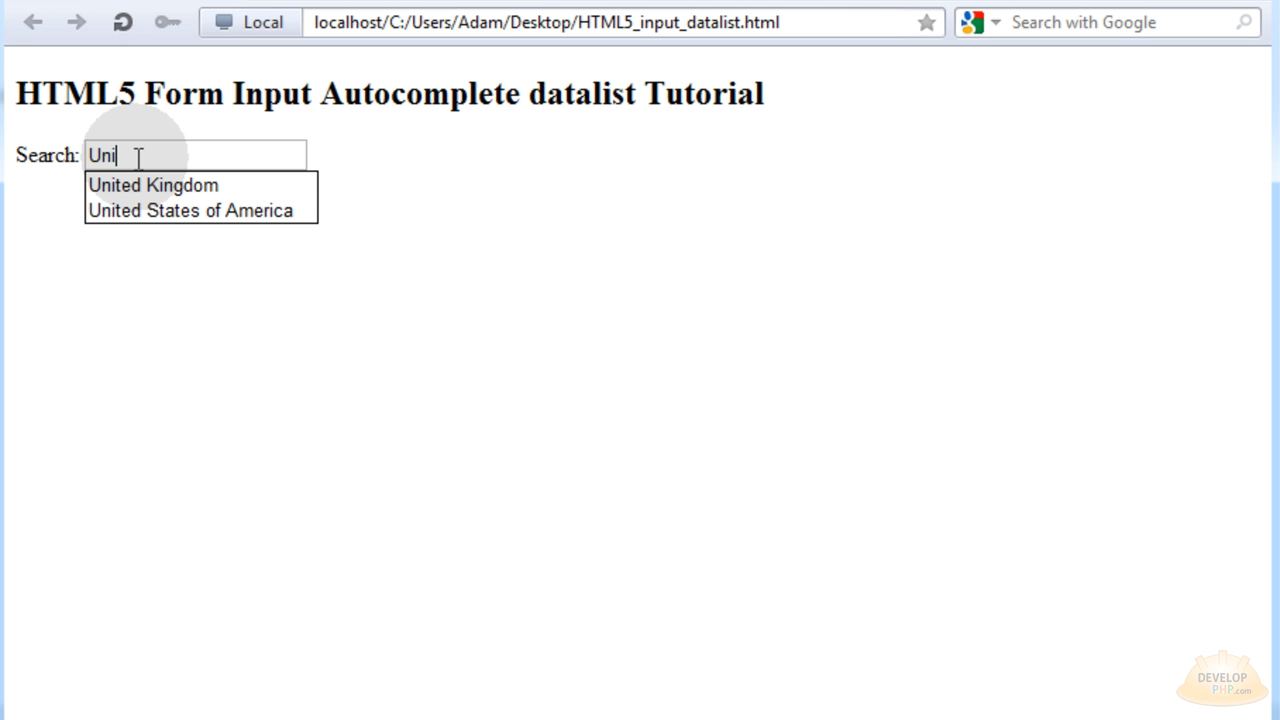 Local localhost/C:/Users/Adam/Desktop/HTML5_input_datalist.html Search with Google
HTML5 Form Input Autocomplete datalist Tutorial
Search: Uni
United Kingdom
United States of America
DEVELOP
PHP.com